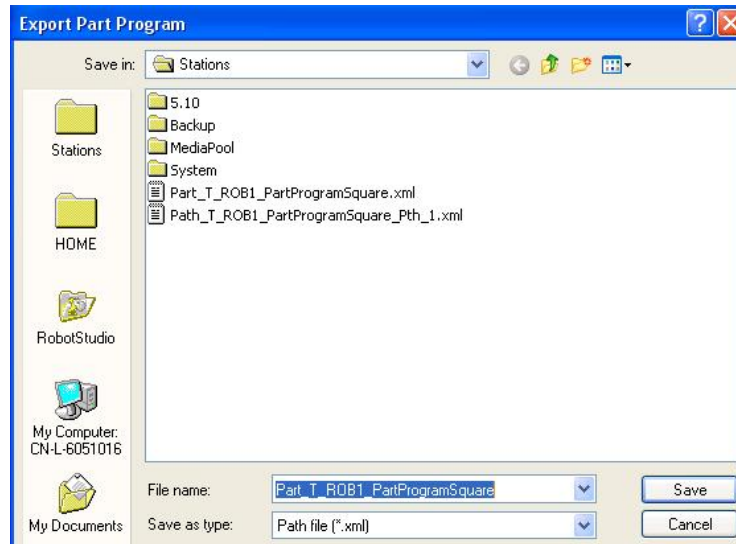 Export Part Program
Save in:
Stations
Stations
HOME
RobotStudio
My Computer:
CN-L-6051016
My Documents
5.10
Backup
MediaPool
System
Part_T_ROB1_PartProgramSquare.xml
Path_T_ROB1_PartProgramSquare_Pth_1.xml
File name:
Part_T_ROB1_PartProgramSquare
Save
Save as type:
Path file (*.xml)
Cancel